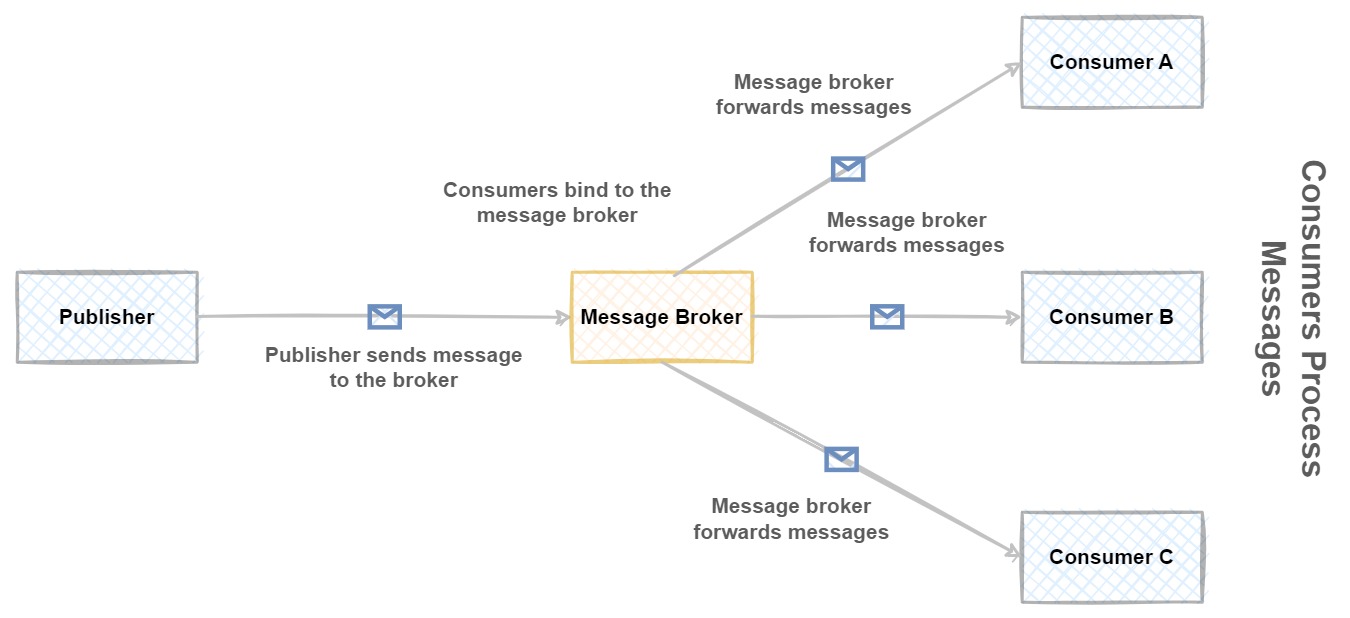 Consumer A
Message broker
forwards messages
Consumers bind to the
message broker
Message broker
forwards messages
Publisher
Message Broker
Consumer B
Publisher sends message
to the broker
Message broker
forwards messages
Consumer C
Consumers Process
Messages